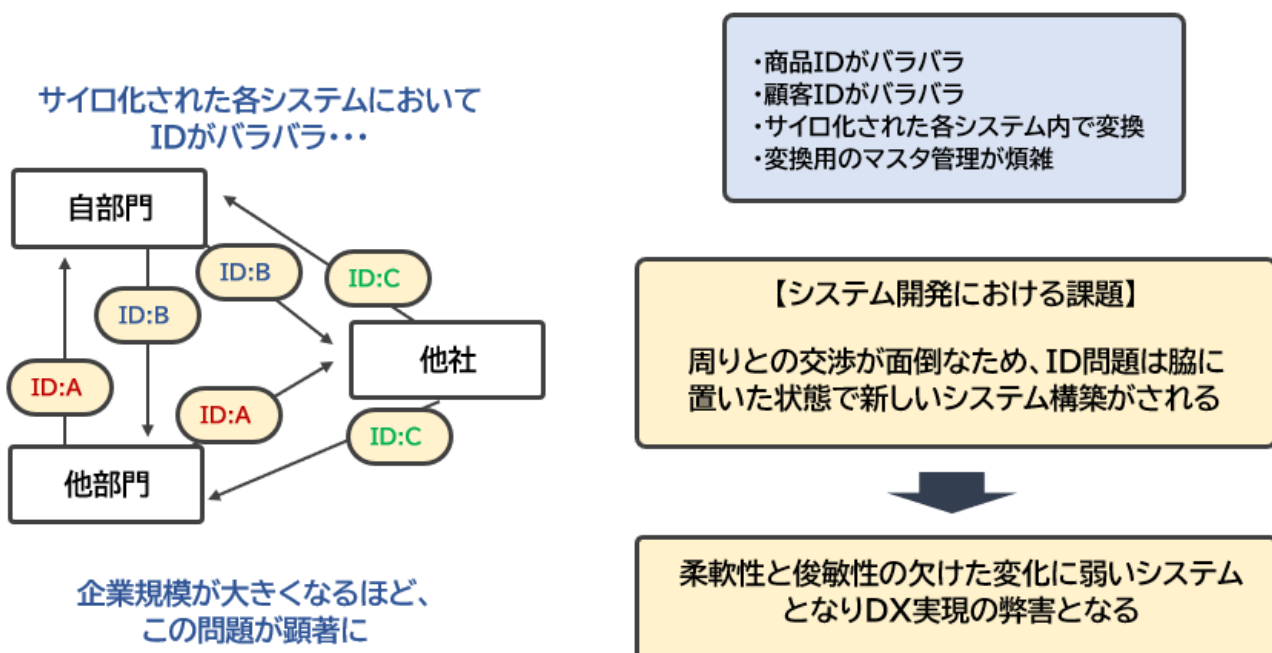 サイロ化された各システムにおいて
IDがバラバラ・・・
自部門
ID:B
ID:C
ID:B
他社
ID:A
ID:A
ID:C
他部門
企業規模が大きくなるほど、
この問題が顕著に
・商品IDがバラバラ
・顧客IDがバラバラ
・サイロ化された各システム内で変換
・変換用のマスタ管理が煩雑
【システム開発における課題】
周りとの交渉が面倒なため、ID問題は脇に
置いた状態で新しいシステム構築がされる
柔軟性と俊敏性の欠けた変化に弱いシステム
となりDX実現の弊害となる